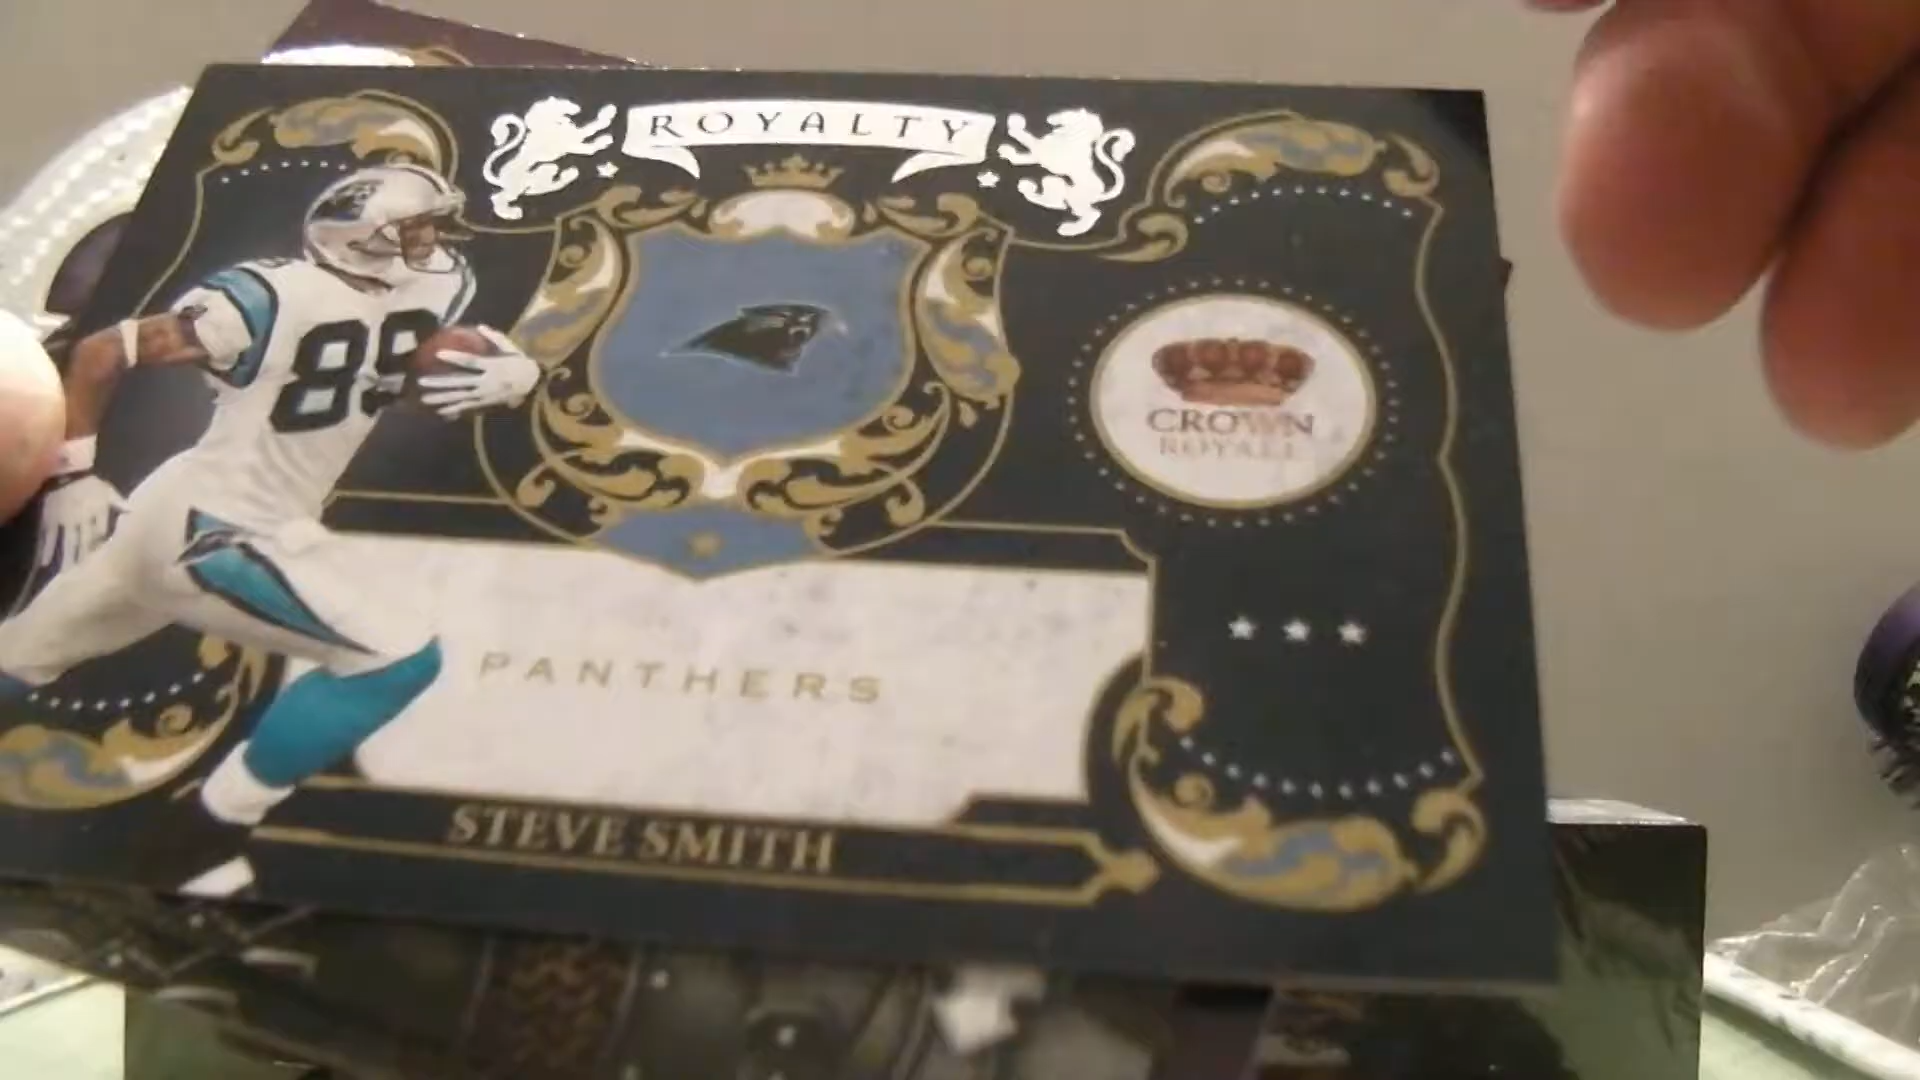 ROYALTY
89
CROWN
ROYALE
PANTHERS
STEVE SMITH